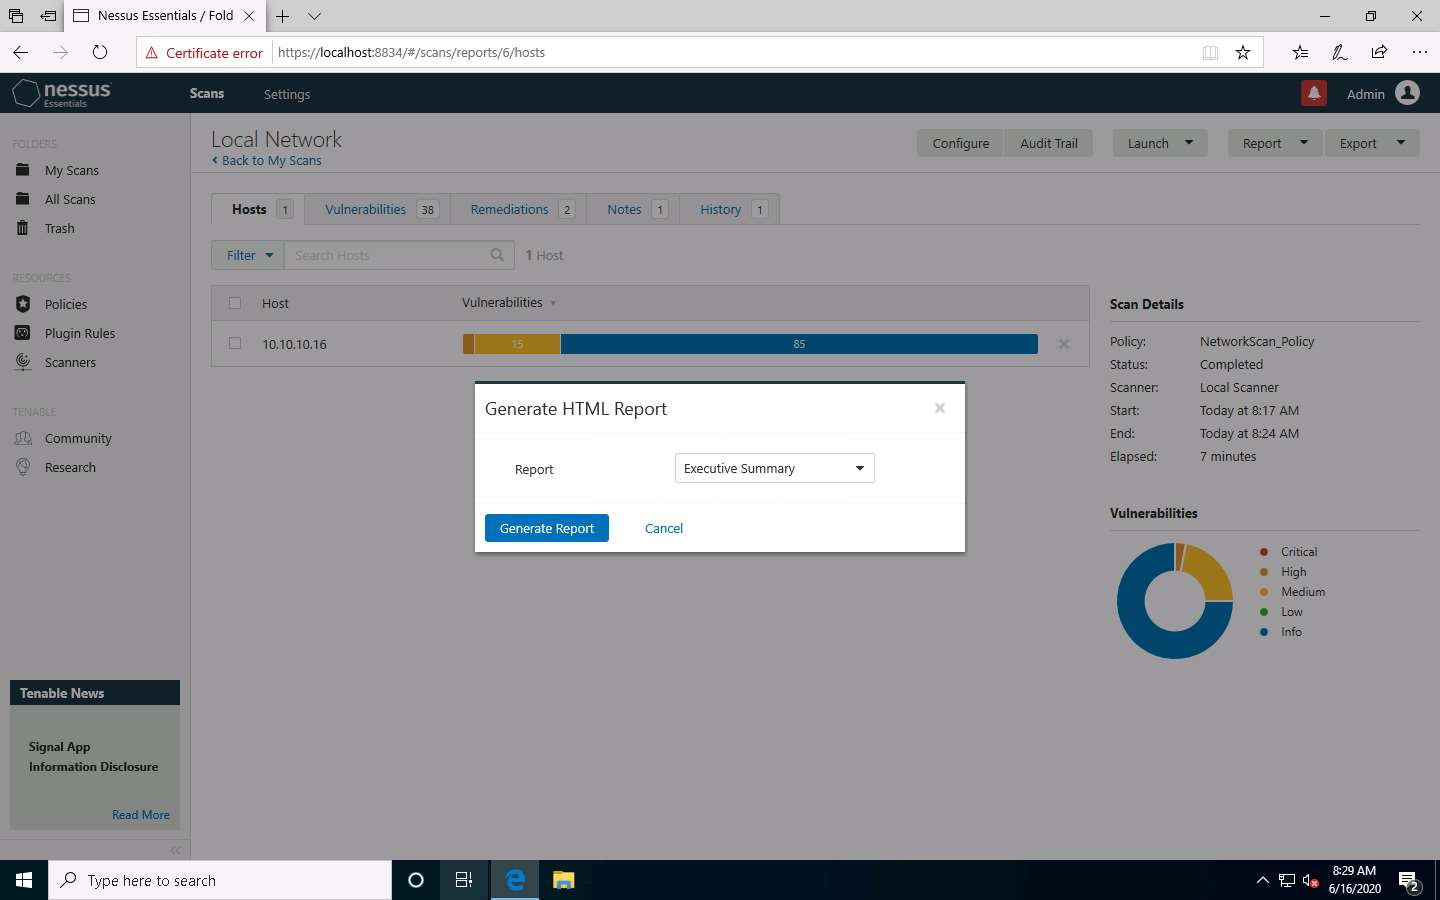 Nessus Essentials / Fold
Certificate error
https://localhost:8834/#/scans/reports/6/hosts
nessus
Essentials
Scans
Settings
Admin
FOLDERS
My Scans
All Scans
Trash
RESOURCES
Policies
Plugin Rules
Scanners
TENABLE
Community
Research
Tenable News
Signal App
Information Disclosure
Read More
Local Network
Back to My Scans
Configure
Audit Trail
Launch
Report
Export
Hosts 1
Vulnerabilities 38
Remediations 2
Notes 1
History 1
Filter
Search Hosts
1 Host
Host
Vulnerabilities
10.10.10.16
15
85
Generate HTML Report
Report
Executive Summary
Generate Report
Cancel
Scan Details
Policy: NetworkScan_Policy
Status: Completed
Scanner: Local Scanner
Start: Today at 8:17 AM
End: Today at 8:24 AM
Elapsed: 7 minutes
Vulnerabilities
Critical
High
Medium
Low
Info
Type here to search
8:29 AM
6/16/2020
2